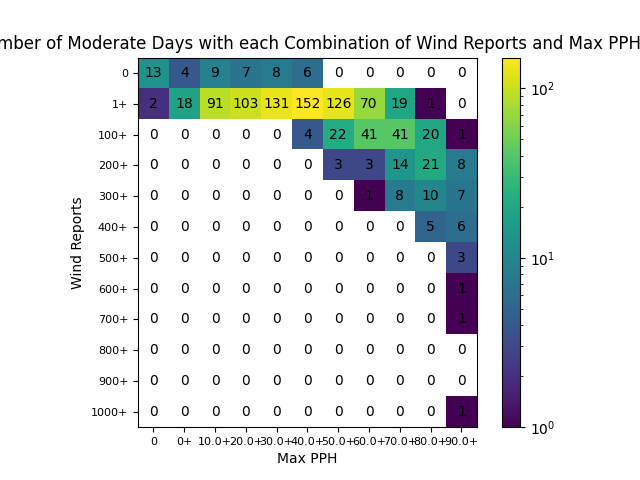 mber of Moderate Days with each Combination of Wind Reports and Max PPH
0 13 4 9 7 8 6 0 0 0 0 0
1+ 2 18 91 103 131 152 126 70 19 1 0
100+ 0 0 0 0 0 4 22 41 41 20 1
200+ 0 0 0 0 0 0 3 3 14 21 8
300+ 0 0 0 0 0 0 0 1 8 10 7
400+ 0 0 0 0 0 0 0 0 0 5 6
500+ 0 0 0 0 0 0 0 0 0 0 3
600+ 0 0 0 0 0 0 0 0 0 0 1
700+ 0 0 0 0 0 0 0 0 0 0 1
800+ 0 0 0 0 0 0 0 0 0 0 0
900+ 0 0 0 0 0 0 0 0 0 0 0
1000+ 0 0 0 0 0 0 0 0 0 0 1
0 0+ 10.0+ 20.0+ 30.0+ 40.0+ 50.0+ 60.0+ 70.0+ 80.0+ 90.0+
Max PPH
Wind Reports
10²
10¹
10⁰